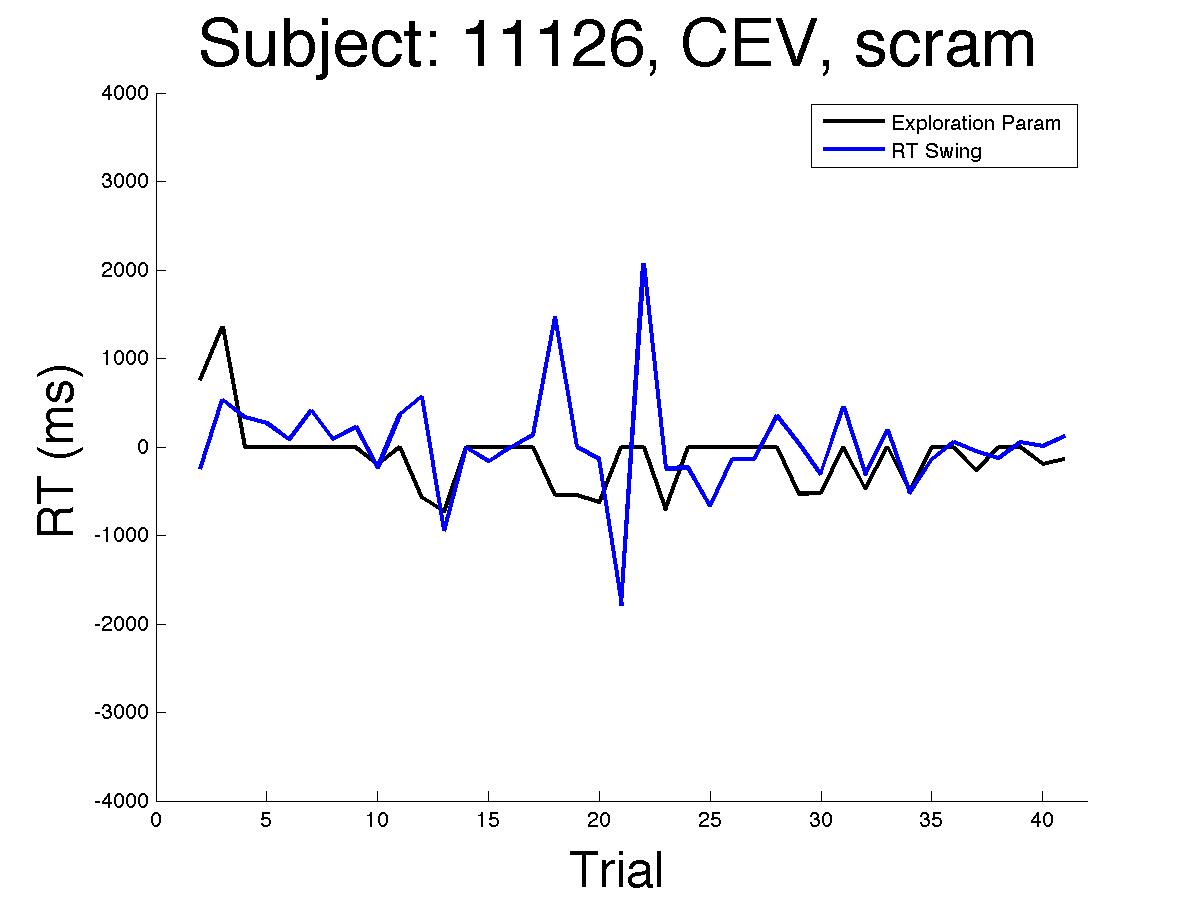 Subject: 11126, CEV, scram
4000
3000
2000
1000
0
-1000
-2000
-3000
-4000
RT (ms)
Exploration Param
RT Swing
0 5 10 15 20 25 30 35 40
Trial